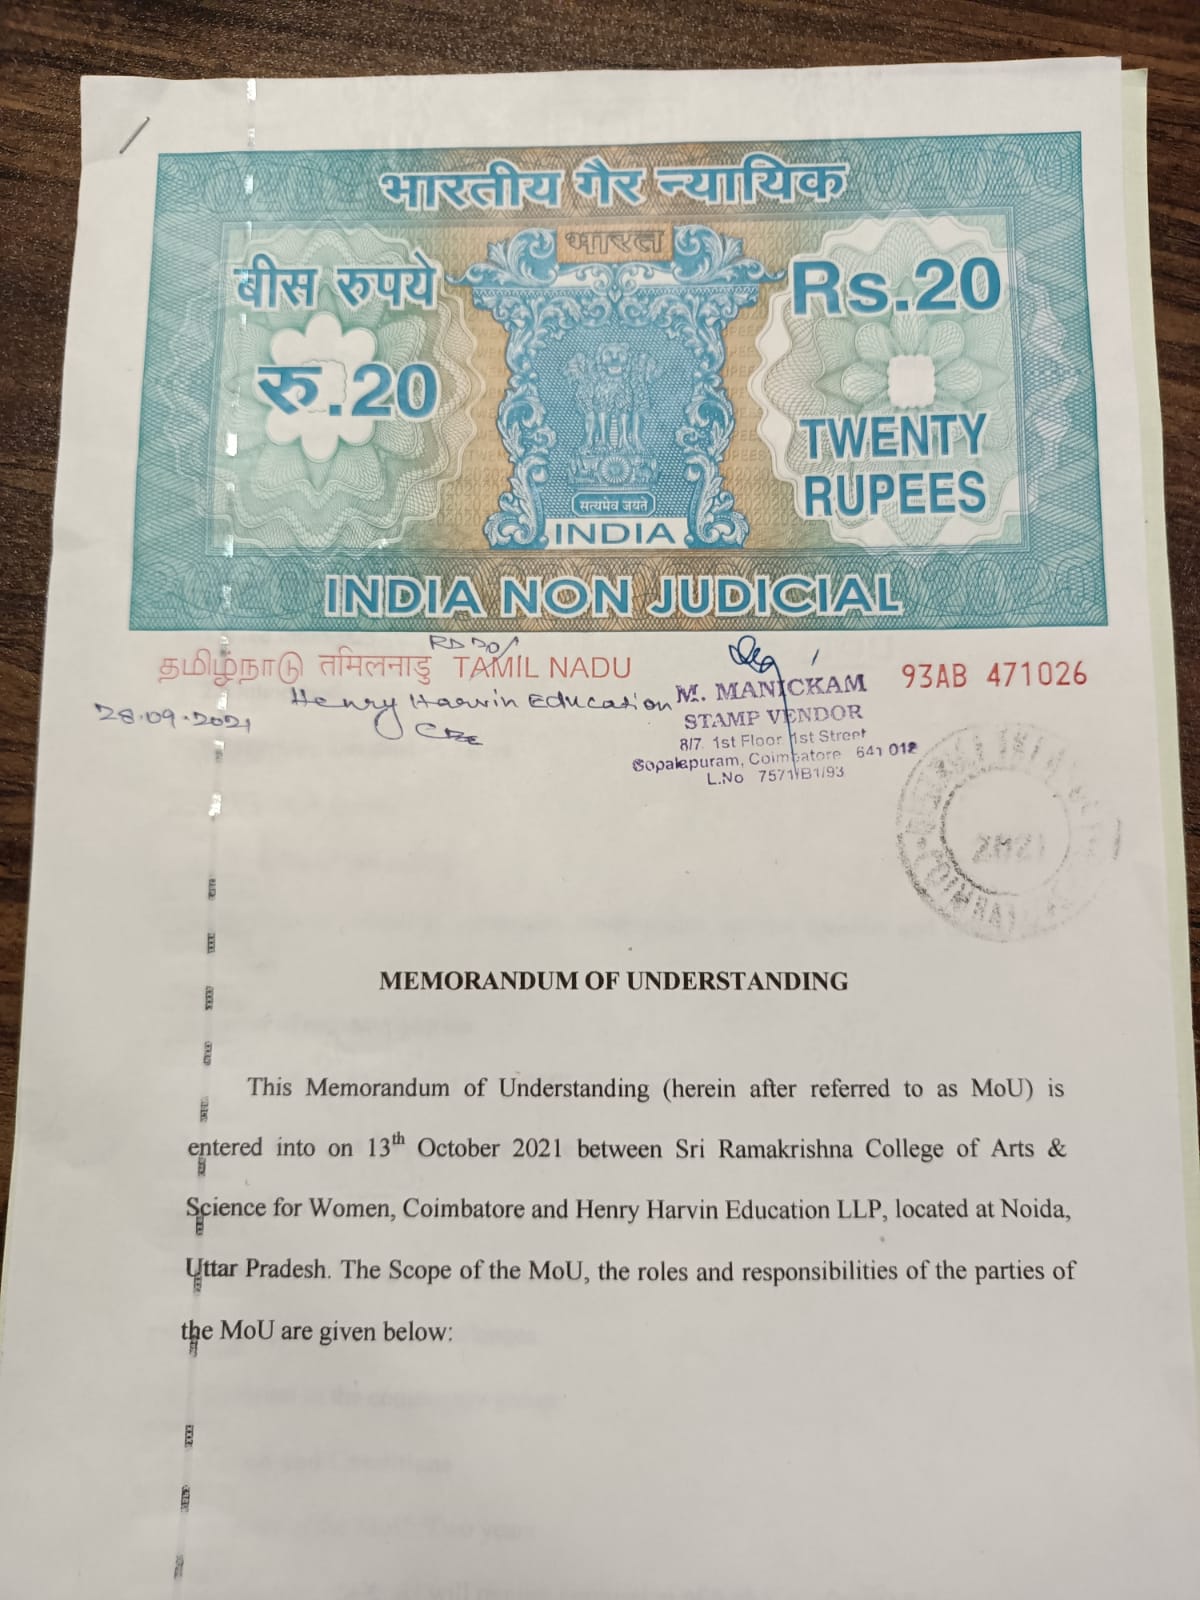 भारतीय गैर न्यायिक
भारत
बीस रुपये
रु.20
Rs.20
TWENTY
RUPEES
सत्यमेव जयते
INDIA
INDIA NON JUDICIAL
தமிழ்நாடு तमिलनाडु TAMIL NADU
93AB 471026
28.09.2021
Henry Harvin Education
CBE
M. MANICKAM
STAMP VENDOR
8/7. 1st Floor, 1st Street
Gopalapuram, Coimbatore 641 012
L.No 7571/B1/93
MEMORANDUM OF UNDERSTANDING
This Memorandum of Understanding (herein after referred to as MoU) is
entered into on 13th October 2021 between Sri Ramakrishna College of Arts &
Science for Women, Coimbatore and Henry Harvin Education LLP, located at Noida,
Uttar Pradesh. The Scope of the MoU, the roles and responsibilities of the parties of
the MoU are given below: